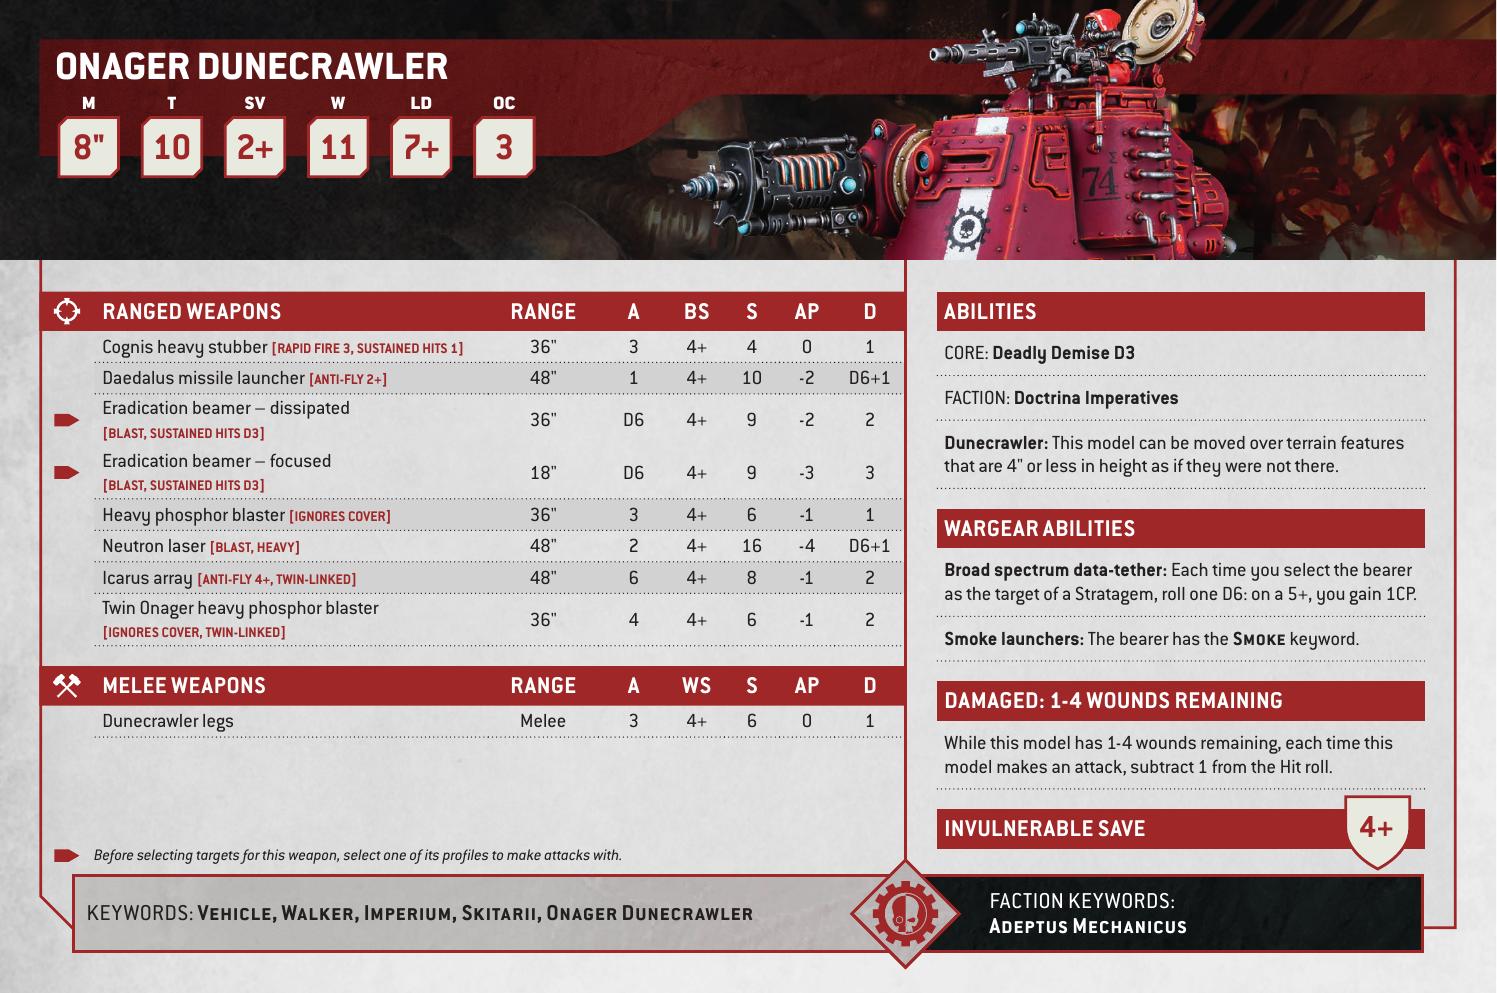 ONAGER DUNECRAWLER
M T SV W LD OC
8" 10 2+ 11 7+ 3
74
RANGED WEAPONS RANGE A BS S AP D
Cognis heavy stubber [RAPID FIRE 3, SUSTAINED HITS 1] 36" 3 4+ 4 0 1
Daedalus missile launcher [ANTI-FLY 2+] 48" 1 4+ 10 -2 D6+1
Eradication beamer – dissipated
[BLAST, SUSTAINED HITS D3] 36" D6 4+ 9 -2 2
Eradication beamer – focused
[BLAST, SUSTAINED HITS D3] 18" D6 4+ 9 -3 3
Heavy phosphor blaster [IGNORES COVER] 36" 3 4+ 6 -1 1
Neutron laser [BLAST, HEAVY] 48" 2 4+ 16 -4 D6+1
Icarus array [ANTI-FLY 4+, TWIN-LINKED] 48" 6 4+ 8 -1 2
Twin Onager heavy phosphor blaster
[IGNORES COVER, TWIN-LINKED] 36" 4 4+ 6 -1 2
MELEE WEAPONS RANGE A WS S AP D
Dunecrawler legs Melee 3 4+ 6 0 1
Before selecting targets for this weapon, select one of its profiles to make attacks with.
ABILITIES
CORE: Deadly Demise D3
FACTION: Doctrina Imperatives
Dunecrawler: This model can be moved over terrain features
that are 4" or less in height as if they were not there.
WARGEAR ABILITIES
Broad spectrum data-tether: Each time you select the bearer
as the target of a Stratagem, roll one D6: on a 5+, you gain 1CP.
Smoke launchers: The bearer has the SMOKE keyword.
DAMAGED: 1-4 WOUNDS REMAINING
While this model has 1-4 wounds remaining, each time this
model makes an attack, subtract 1 from the Hit roll.
INVULNERABLE SAVE 4+
KEYWORDS: VEHICLE, WALKER, IMPERIUM, SKITARII, ONAGER DUNECRAWLER
FACTION KEYWORDS:
ADEPTUS MECHANICUS